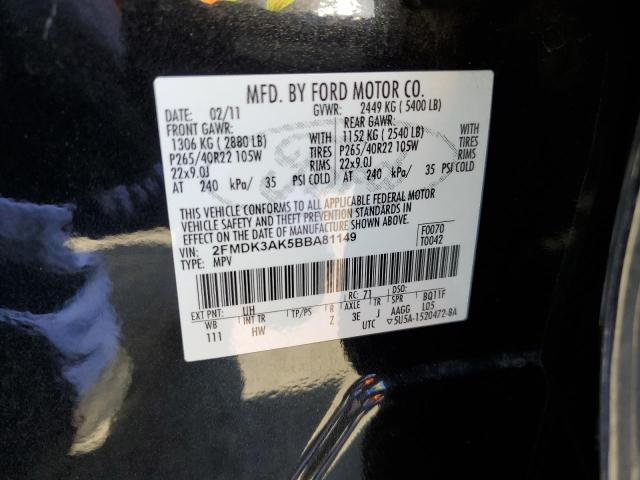 MFD. BY FORD MOTOR CO.
DATE: 02/11 GVWR: 2449 KG ( 5400 LB)
FRONT GAWR: REAR GAWR:
1306 KG ( 2880 LB) WITH 1152 KG ( 2540 LB) WITH
P265/40R22 105W TIRES P265/40R22 105W TIRES
22x9.0J RIMS 22x9.0J RIMS
AT 240 kPa/ 35 PSI COLD AT 240 kPa/ 35 PSI COLD
THIS VEHICLE CONFORMS TO ALL APPLICABLE FEDERAL MOTOR
VEHICLE SAFETY AND THEFT PREVENTION STANDARDS IN
EFFECT ON THE DATE OF MANUFACTURE SHOWN ABOVE.
VIN: 2FMDK3AK5BBA81149 F0070
TYPE: MPV T0042
EXT PNT: UH RC: 71 DSO:
WB INT TR TP/PS R AXLE TR SPR BQ11F
111 HW Z 3E J AAGG L05
UTC ▽5U5A-1520472-BA